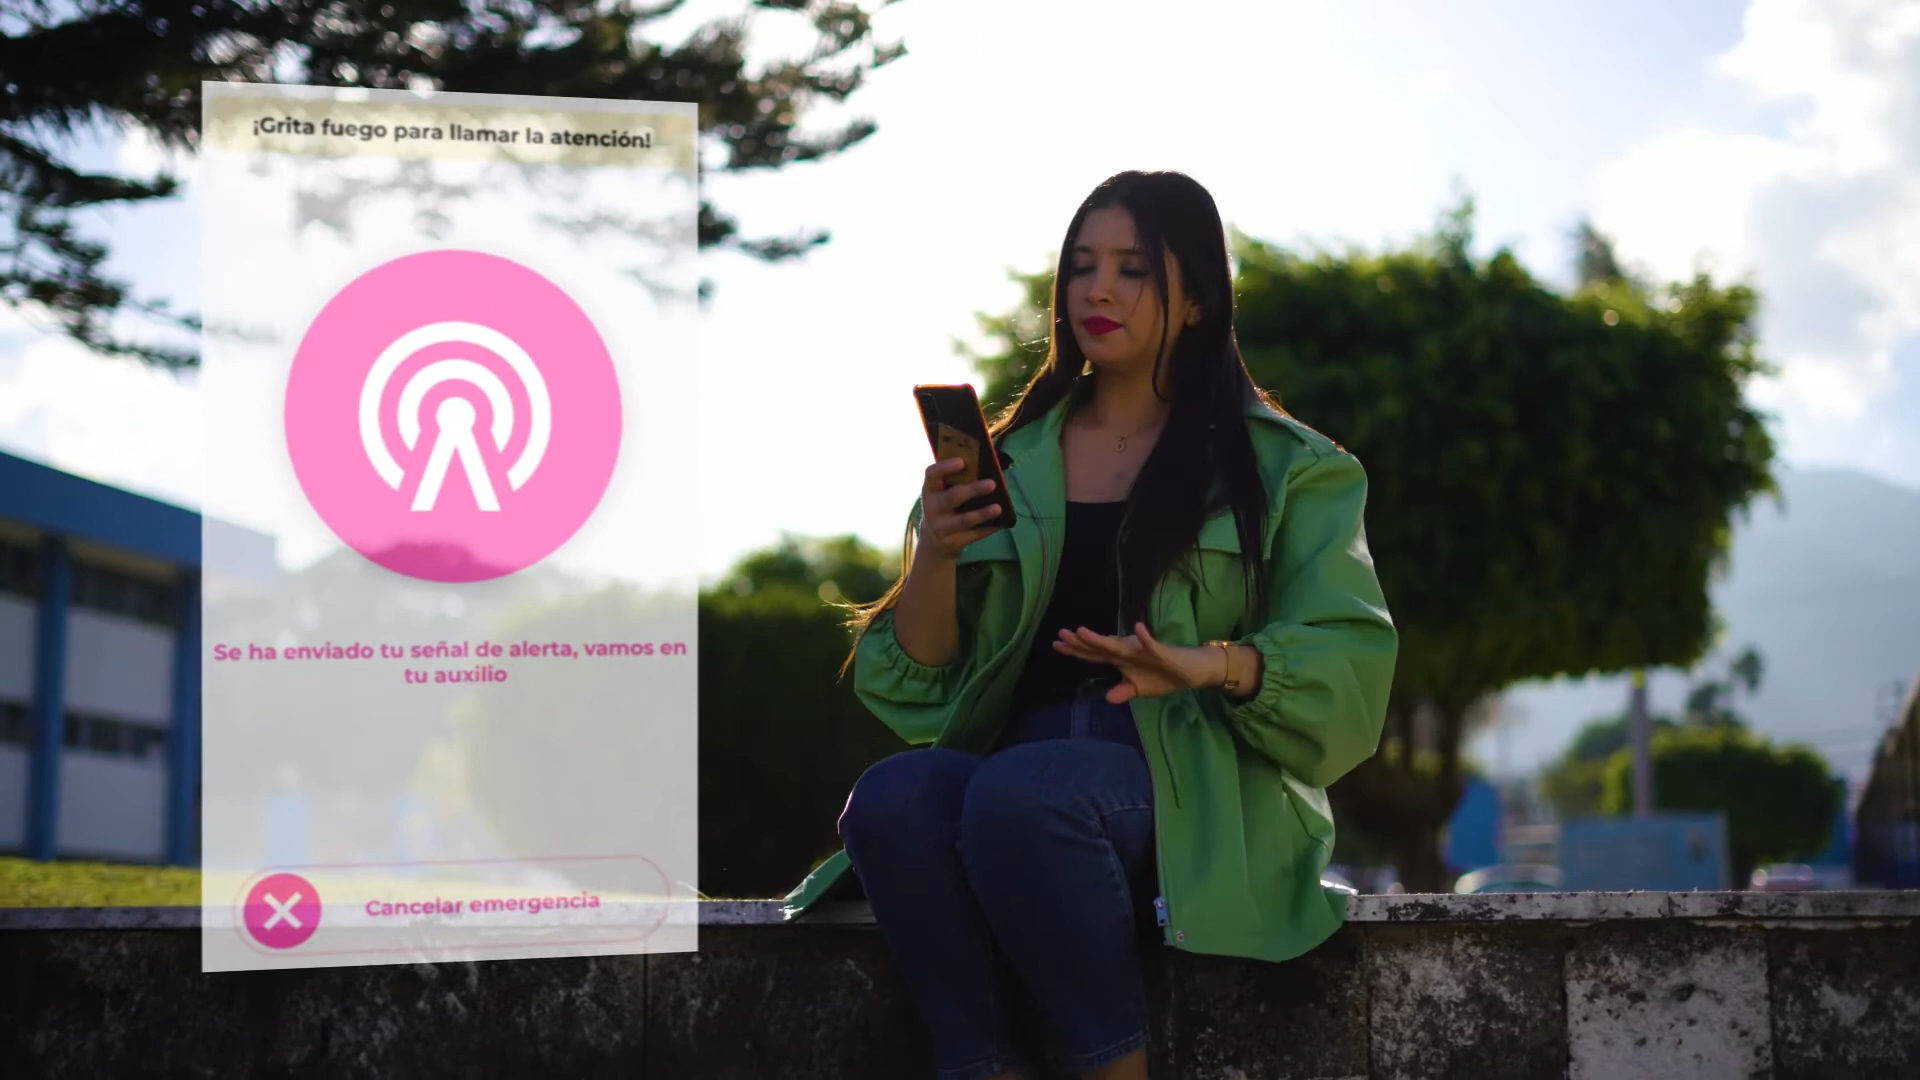 ¡Grita fuego para llamar la atención!
Se ha enviado tu señal de alerta, vamos en
tu auxilio
Cancelar emergencia